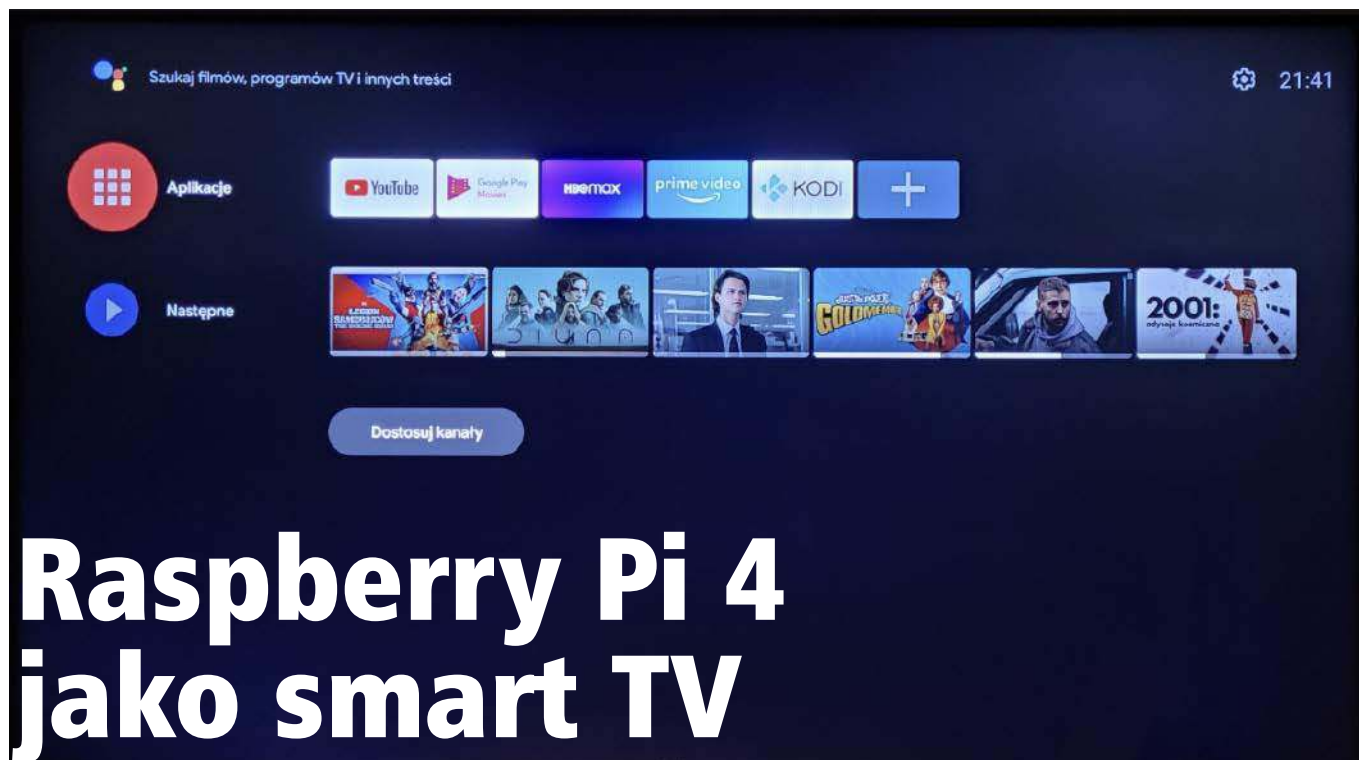 Szukaj filmów, programów TV i innych treści
21:41
Aplikacje
YouTube
Google Play Movies
HBOmax
prime video
KODI
Następne
GOLDMEMBER
2001:
odyseja kosmiczna
Dostosuj kanały
Raspberry Pi 4
jako smart TV